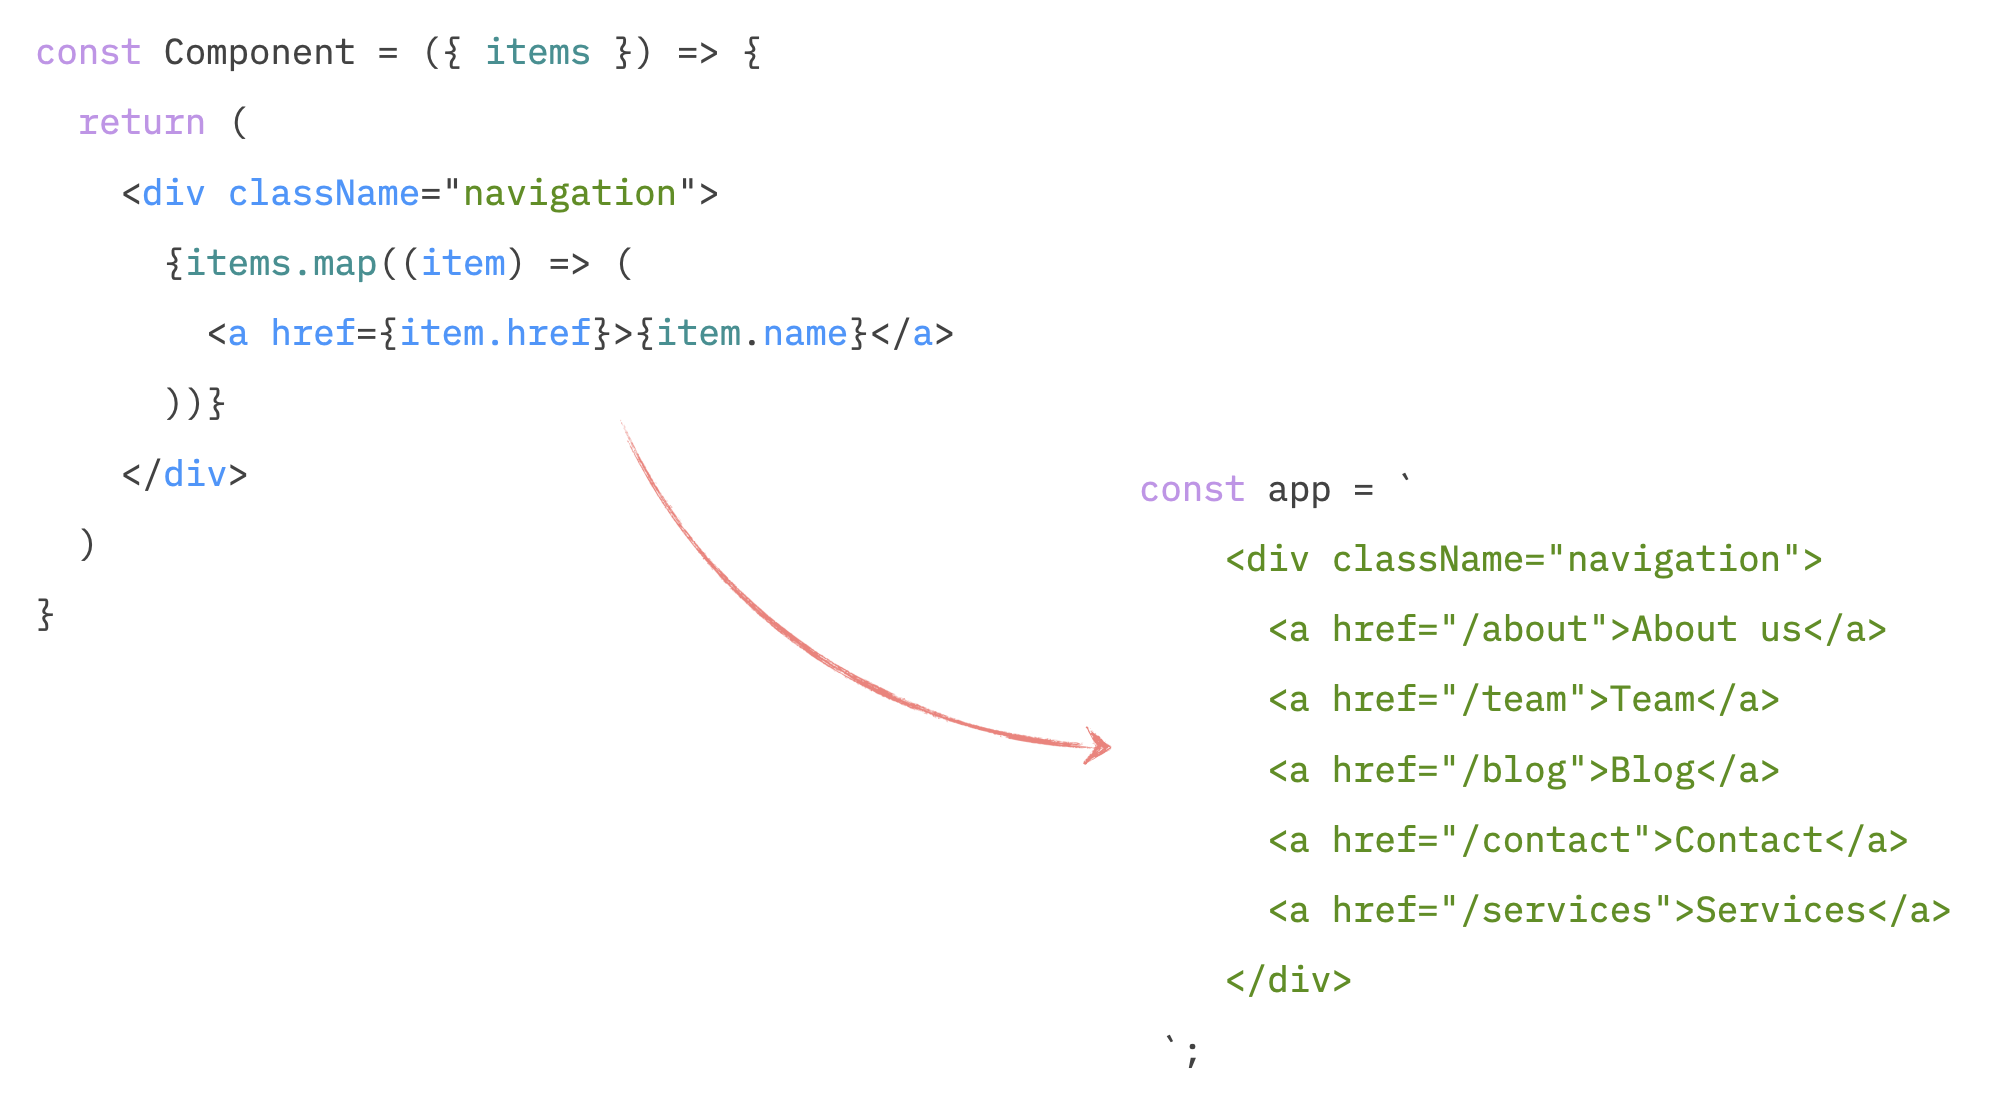 const Component = ({ items }) => {
  return (
    <div className="navigation">
      {items.map((item) => (
        <a href={item.href}>{item.name}</a>
      ))}
    </div>
  )
}
const app = `
    <div className="navigation">
      <a href="/about">About us</a>
      <a href="/team">Team</a>
      <a href="/blog">Blog</a>
      <a href="/contact">Contact</a>
      <a href="/services">Services</a>
    </div>
 `;